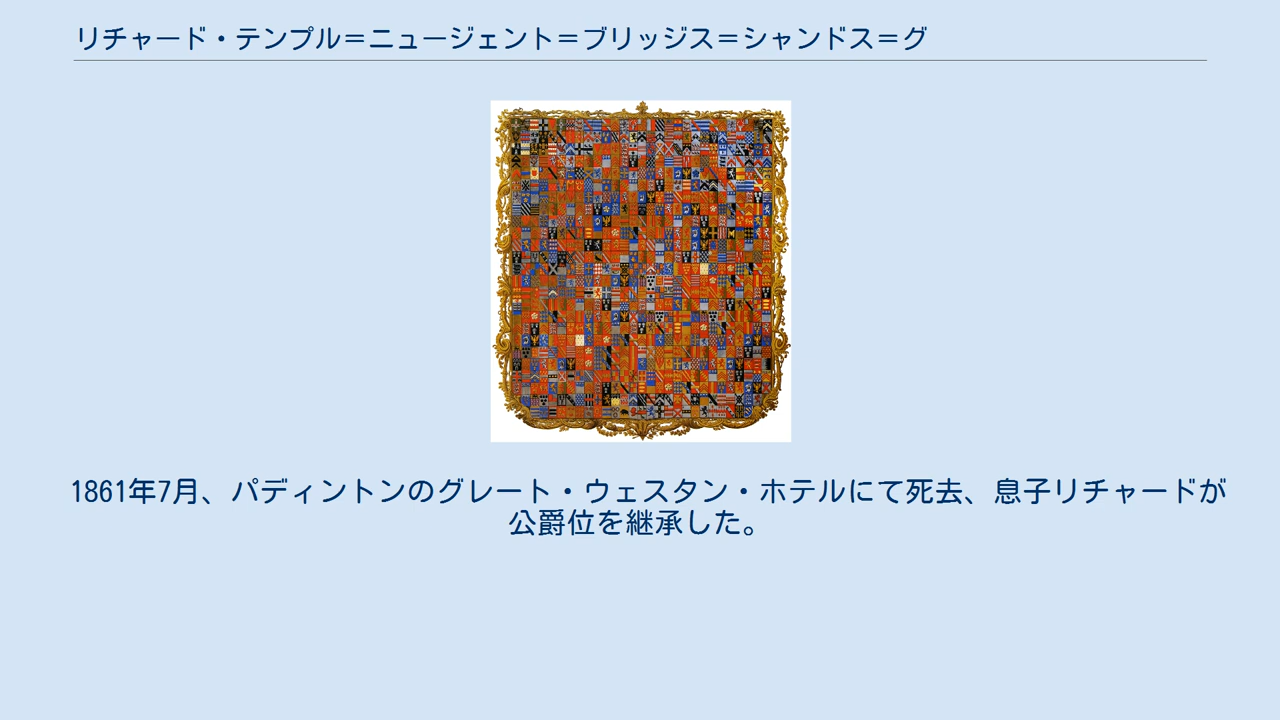 リチャード・テンプル＝ニュージェント＝ブリッジス＝シャンドス＝グ
1861年7月、パディントンのグレート・ウェスタン・ホテルにて死去、息子リチャードが
公爵位を継承した。